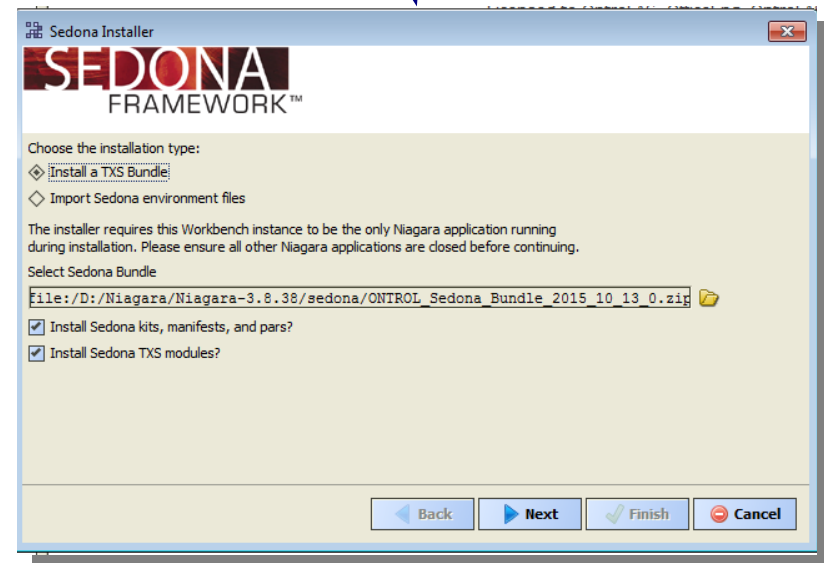 Sedona Installer
SEDONA
FRAMEWORK™
Choose the installation type:
Install a TXS Bundle
Import Sedona environment files
The installer requires this Workbench instance to be the only Niagara application running
during installation. Please ensure all other Niagara applications are closed before continuing.
Select Sedona Bundle
file:/D:/Niagara/Niagara-3.8.38/sedona/ONTROL_Sedona_Bundle_2015_10_13_0.zip
Install Sedona kits, manifests, and pars?
Install Sedona TXS modules?
Back Next Finish Cancel